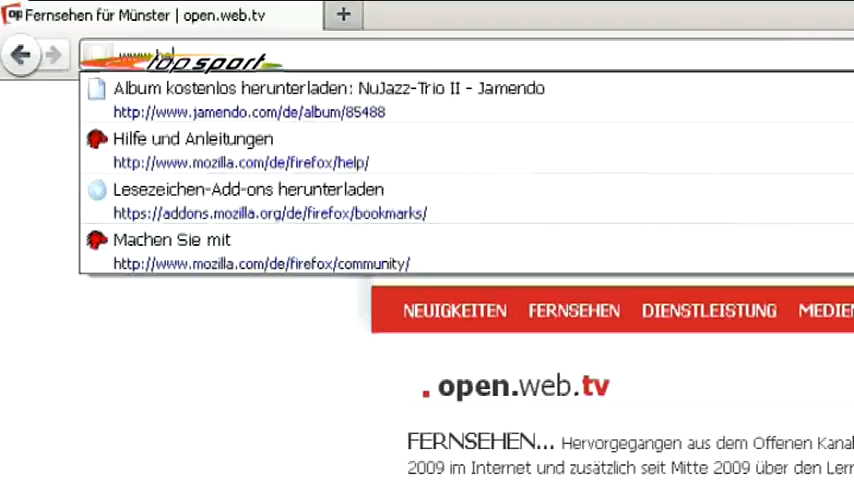 Fernsehen für Münster | open.web.tv
top sport
Album kostenlos herunterladen: NuJazz-Trio II - Jamendo
http://www.jamendo.com/de/album/85488
Hilfe und Anleitungen
http://www.mozilla.com/de/firefox/help/
Lesezeichen-Add-ons herunterladen
https://addons.mozilla.org/de/firefox/bookmarks/
Machen Sie mit
http://www.mozilla.com/de/firefox/community/
NEUIGKEITEN FERNSEHEN DIENSTLEISTUNG MEDIEN
. open.web.tv
FERNSEHEN... Hervorgegangen aus dem Offenen Kanal
2009 im Internet und zusätzlich seit Mitte 2009 über den Lern